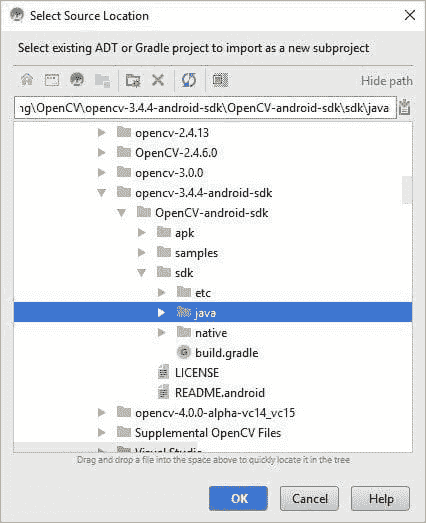 Select Source Location
Select existing ADT or Gradle project to import as a new subproject
Hide path
ng\OpenCV\opencv-3.4.4-android-sdk\OpenCV-android-sdk\sdk\java
opencv-2.4.13
OpenCV-2.4.6.0
opencv-3.0.0
opencv-3.4.4-android-sdk
OpenCV-android-sdk
apk
samples
sdk
etc
java
native
build.gradle
LICENSE
README.android
opencv-4.0.0-alpha-vc14_vc15
Supplemental OpenCV Files
Visual Studio
Drag and drop a file into the space above to quickly locate it in the tree
OK
Cancel
Help